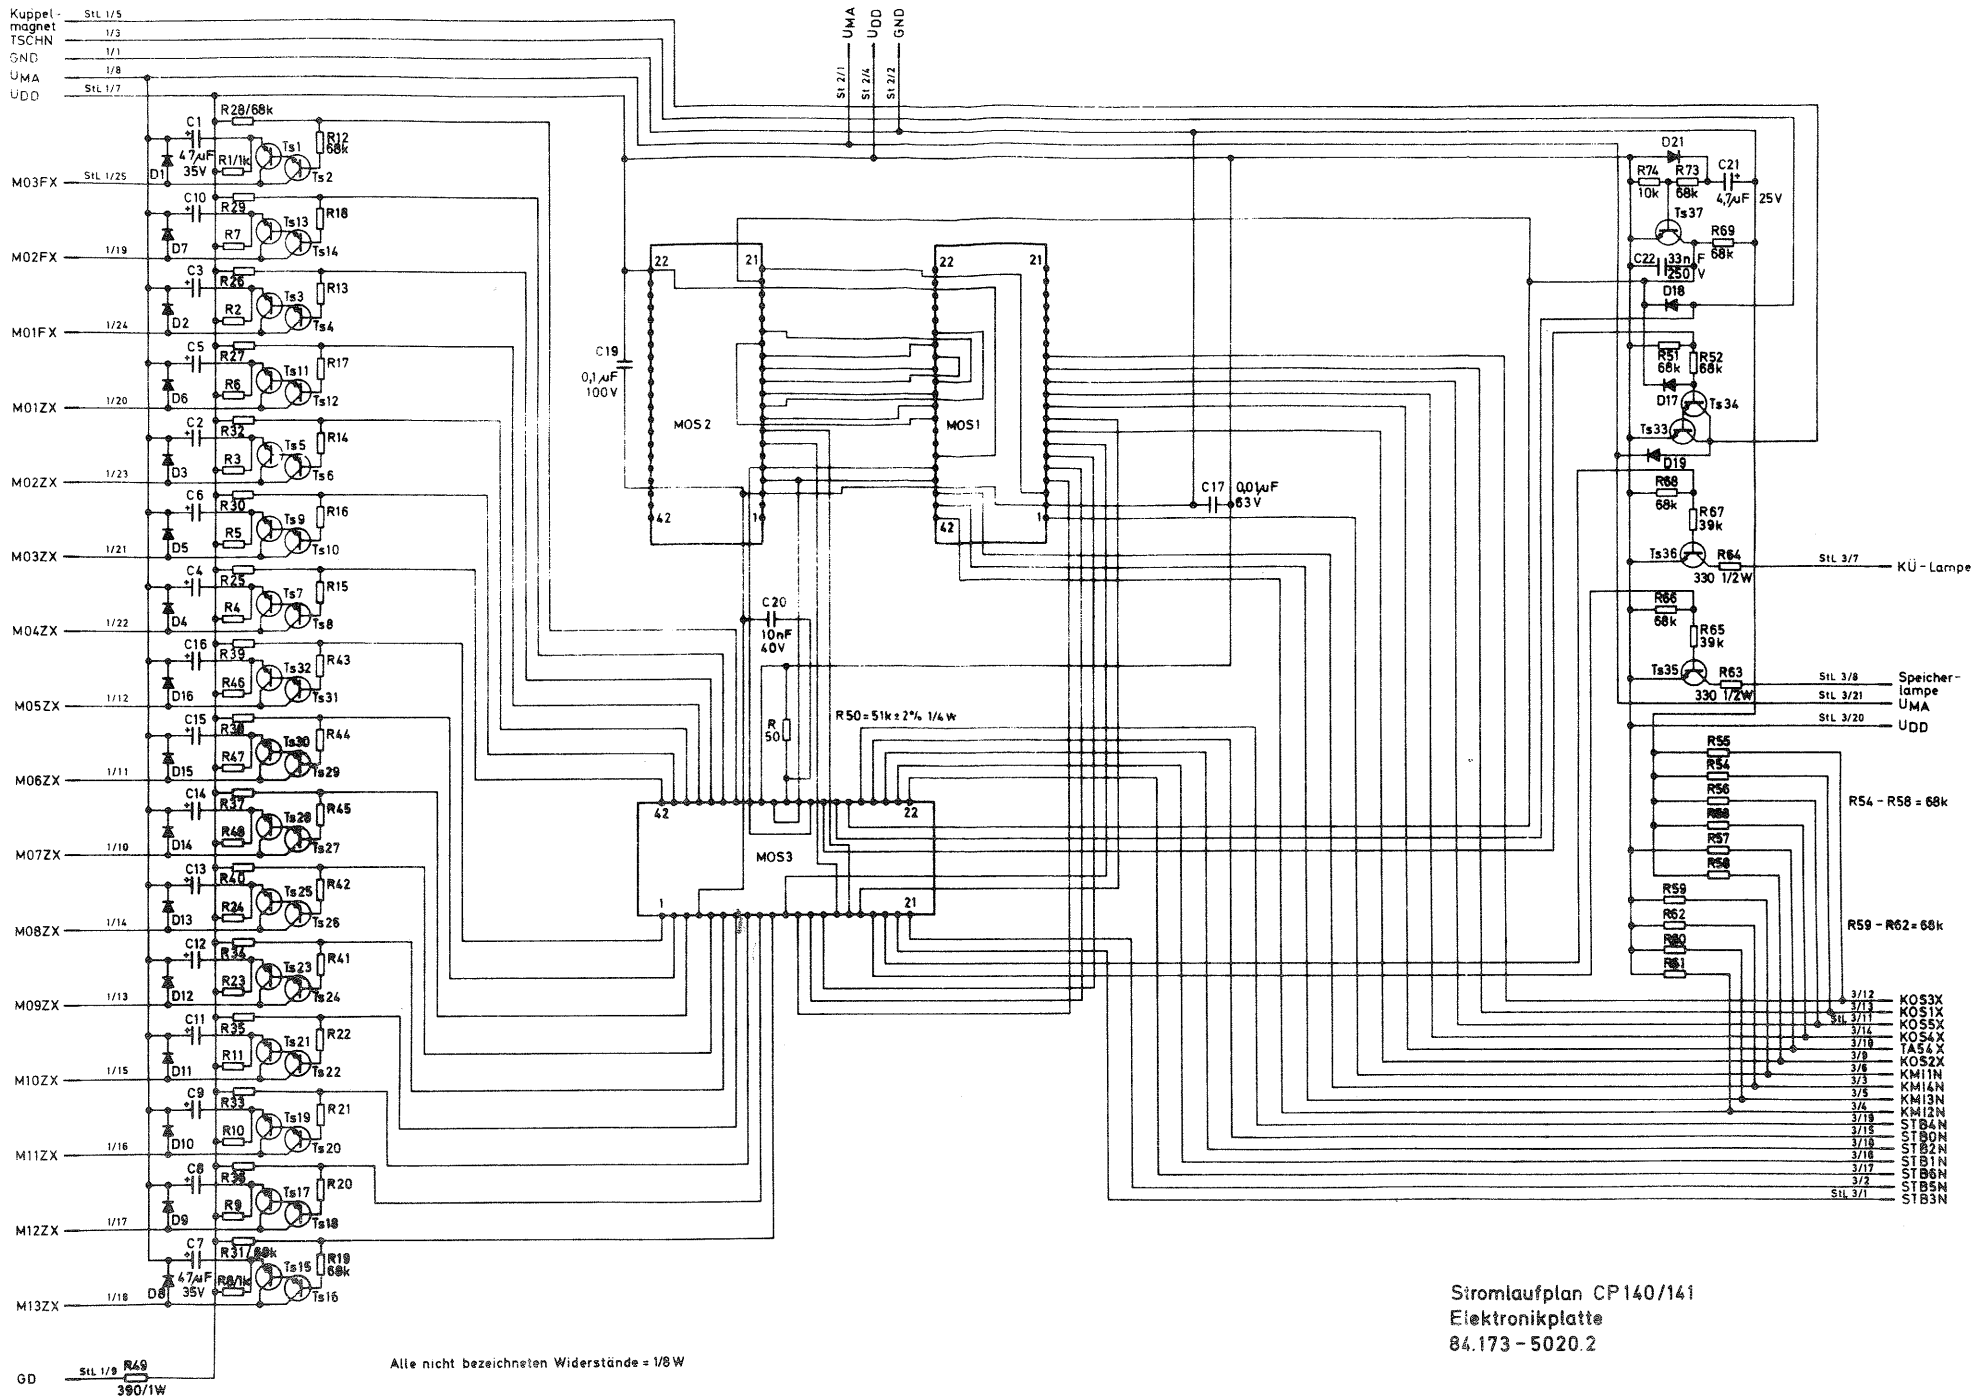 Kuppel-
magnet StL 1/5
TSCHN 1/3
GND 1/1
UMA 1/8
UDD StL 1/7
UMA UDD GND
St 2/1 St 2/4 St 2/2
R28/68k
C1 4,7µF 35V D1 R1/1k Ts1 Ts2 R12 68k
M03FX StL 1/25
C10 R29 D7 R7 Ts13 Ts14 R18
M02FX 1/19
C3 R26 D2 R2 Ts3 Ts4 R13
M01FX 1/24
C5 R27 D6 R6 Ts11 Ts12 R17
M01ZX 1/20
C2 R32 D3 R3 Ts5 Ts6 R14
M02ZX 1/23
C6 R30 D5 R5 Ts9 Ts10 R16
M03ZX 1/21
C4 R25 D4 R4 Ts7 Ts8 R15
M04ZX 1/22
C16 R39 D16 R46 Ts32 Ts31 R43
M05ZX 1/12
C15 R38 D15 R47 Ts30 Ts29 R44
M06ZX 1/11
C14 R37 D14 R48 Ts28 Ts27 R45
M07ZX 1/10
C13 R40 D13 R24 Ts25 Ts26 R42
M08ZX 1/14
C12 R34 D12 R23 Ts23 Ts24 R41
M09ZX 1/13
C11 R35 D11 R11 Ts21 Ts22 R22
M10ZX 1/15
C9 R33 D10 R10 Ts19 Ts20 R21
M11ZX 1/16
C8 R36 D9 R9 Ts17 Ts18 R20
M12ZX 1/17
C7 47µF 35V R31/68k D8 R8/1k Ts15 Ts16 R19 68k
M13ZX 1/18
GD StL 1/9 R49
390/1W
Alle nicht bezeichneten Widerstände = 1/8 W
C19
0,1µF
100V
22 21
MOS 2
42 1
22 21
MOS1
42 1
C17 0,01µF
63V
C20
10nF
40V
R
50
R50 = 51k ± 2% 1/4 W
42 22
MOS3
1 21
D21
R74 R73 C21
10k 68k 4,7µF 25V
Ts37
R69
68k
C22 33nF
250V
D18
R51 R52
68k 68k
D17
Ts34
Ts33
D19
R68
68k
R67
39k
Ts36 R64 StL 3/7 KÜ-Lampe
330 1/2W
R66
68k
R65
39k
Ts35 R63 StL 3/8 Speicher-
lampe
330 1/2W StL 3/21 UMA
StL 3/20 UDD
R55
R54
R56
R54 - R58 = 68k
R57
R58
R59
R62
R59 - R62 = 68k
R60
R61
3/12 KOS3X
3/13 KOS1X
StL 3/11 KOS5X
3/14 KOS4X
3/10 TAS4X
3/9 KOS2X
3/6 KMI1N
3/3 KMI4N
3/5 KMI3N
3/4 KMI2N
3/19 STB4N
3/15 STB0N
STB2N
STB1N
3/17 STB6N
3/2 STB5N
StL 3/1 STB3N
Stromlaufplan CP140/141
Elektronikplatte
84.173-5020.2